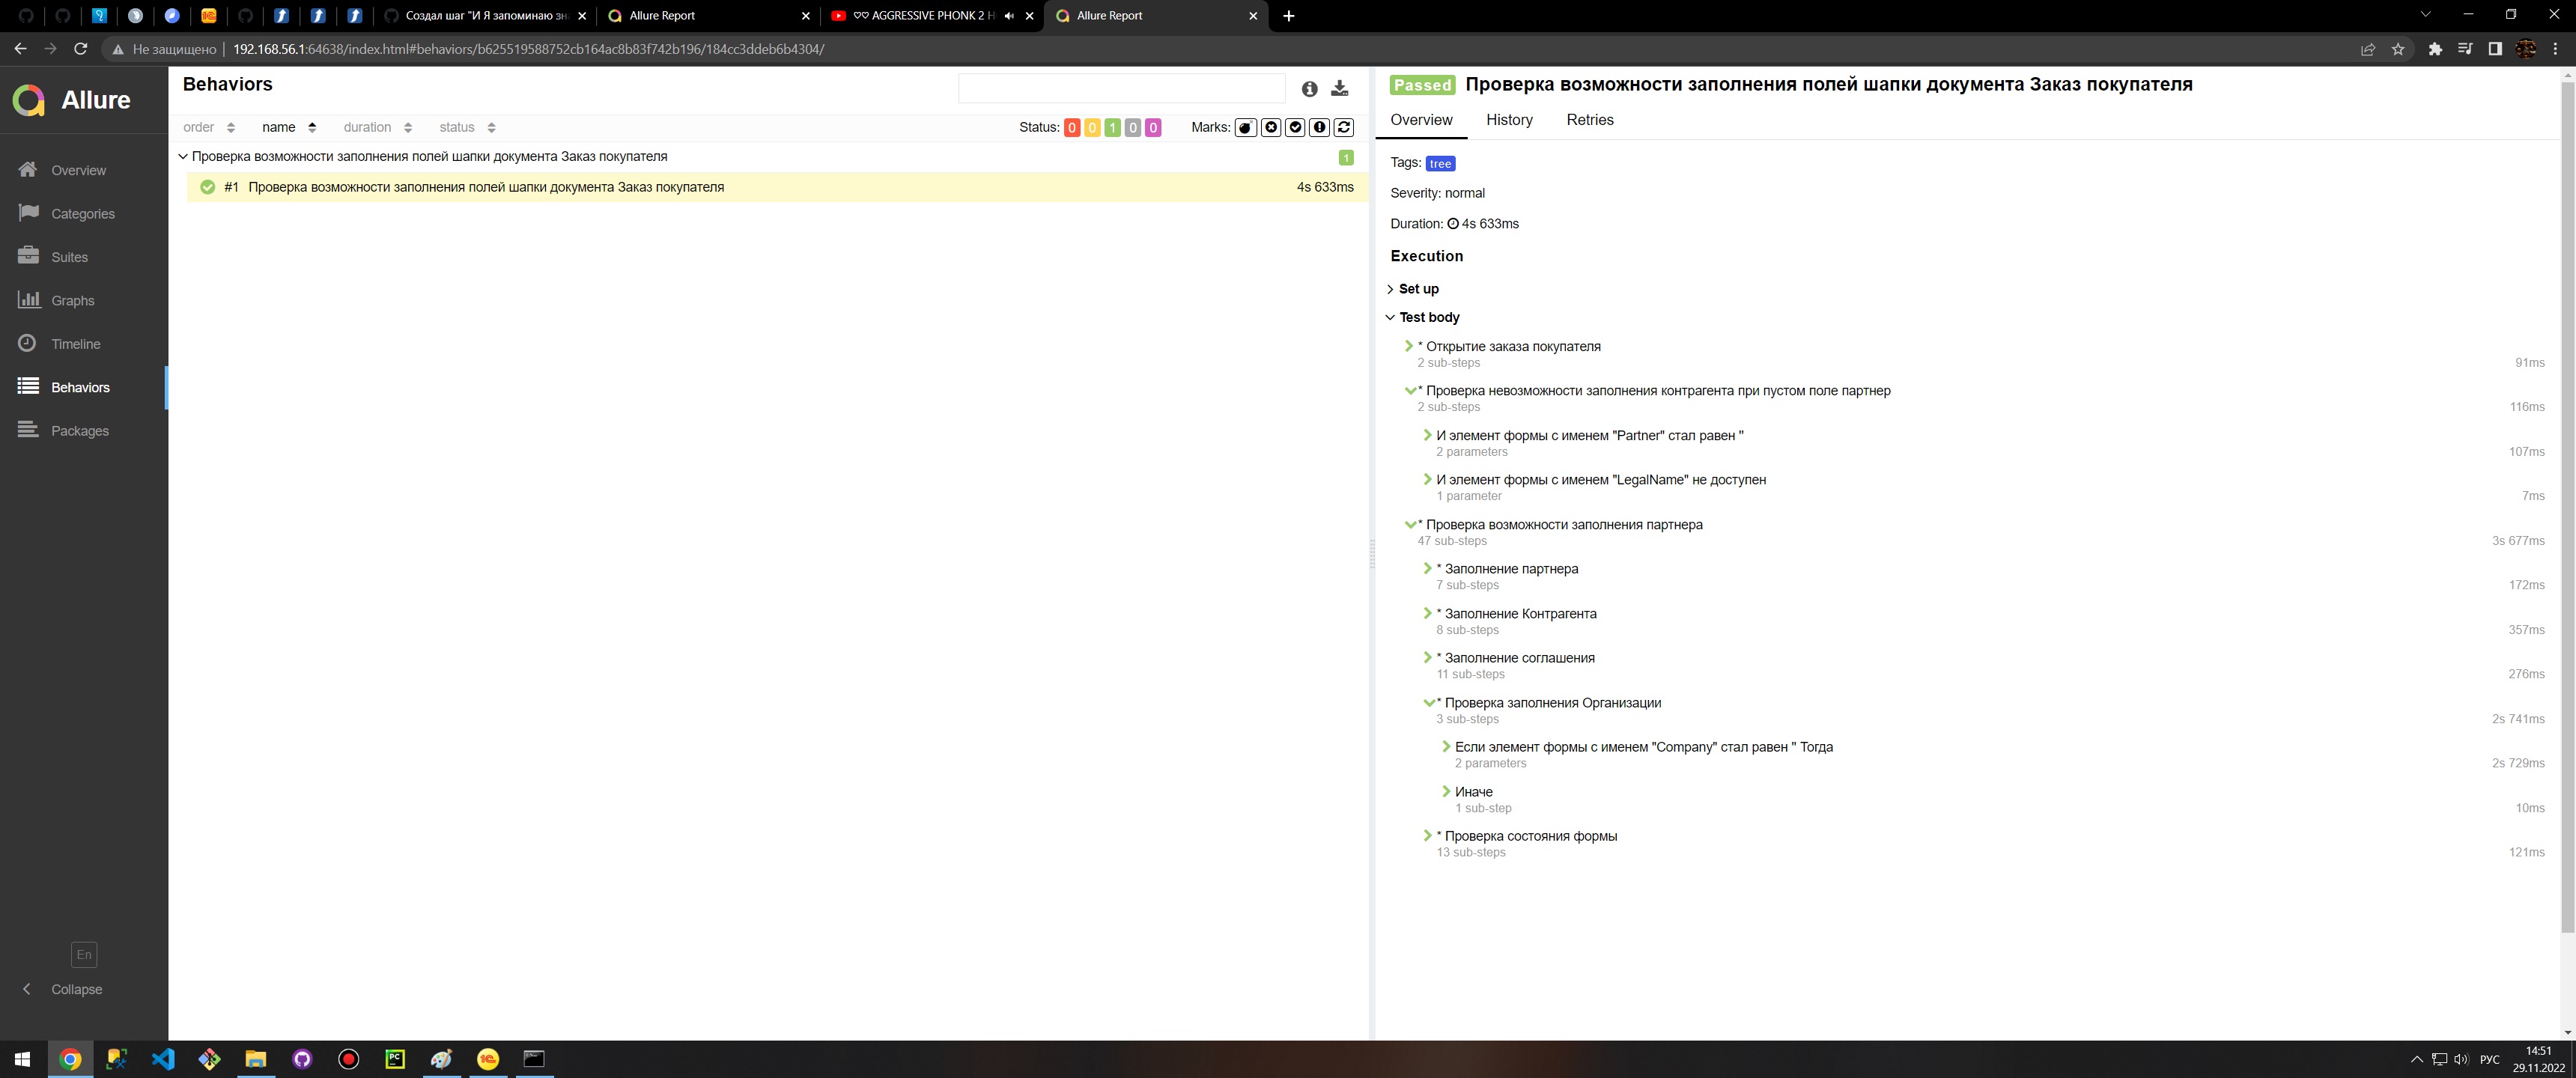 Создал шаг "И Я запоминаю зн
Allure Report
AGGRESSIVE PHONK 2 H
Allure Report
Не защищено
192.168.56.1:64638/index.html#behaviors/b625519588752cb164ac8b83f742b196/184cc3ddeb6b4304/
Allure
Overview
Categories
Suites
Graphs
Timeline
Behaviors
Packages
En
Collapse
Behaviors
order name duration status
Status: 0 0 1 0 0 Marks:
Проверка возможности заполнения полей шапки документа Заказ покупателя 1
#1 Проверка возможности заполнения полей шапки документа Заказ покупателя 4s 633ms
Passed Проверка возможности заполнения полей шапки документа Заказ покупателя
Overview History Retries
Tags: tree
Severity: normal
Duration: 4s 633ms
Execution
Set up
Test body
* Открытие заказа покупателя
2 sub-steps 91ms
* Проверка невозможности заполнения контрагента при пустом поле партнер
2 sub-steps 116ms
И элемент формы с именем "Partner" стал равен "
2 parameters 107ms
И элемент формы с именем "LegalName" не доступен
1 parameter 7ms
* Проверка возможности заполнения партнера
47 sub-steps 3s 677ms
* Заполнение партнера
7 sub-steps 172ms
* Заполнение Контрагента
8 sub-steps 357ms
* Заполнение соглашения
11 sub-steps 276ms
* Проверка заполнения Организации
3 sub-steps 2s 741ms
Если элемент формы с именем "Company" стал равен " Тогда
2 parameters 2s 729ms
Иначе
1 sub-step 10ms
* Проверка состояния формы
13 sub-steps 121ms
РУС
14:51
29.11.2022